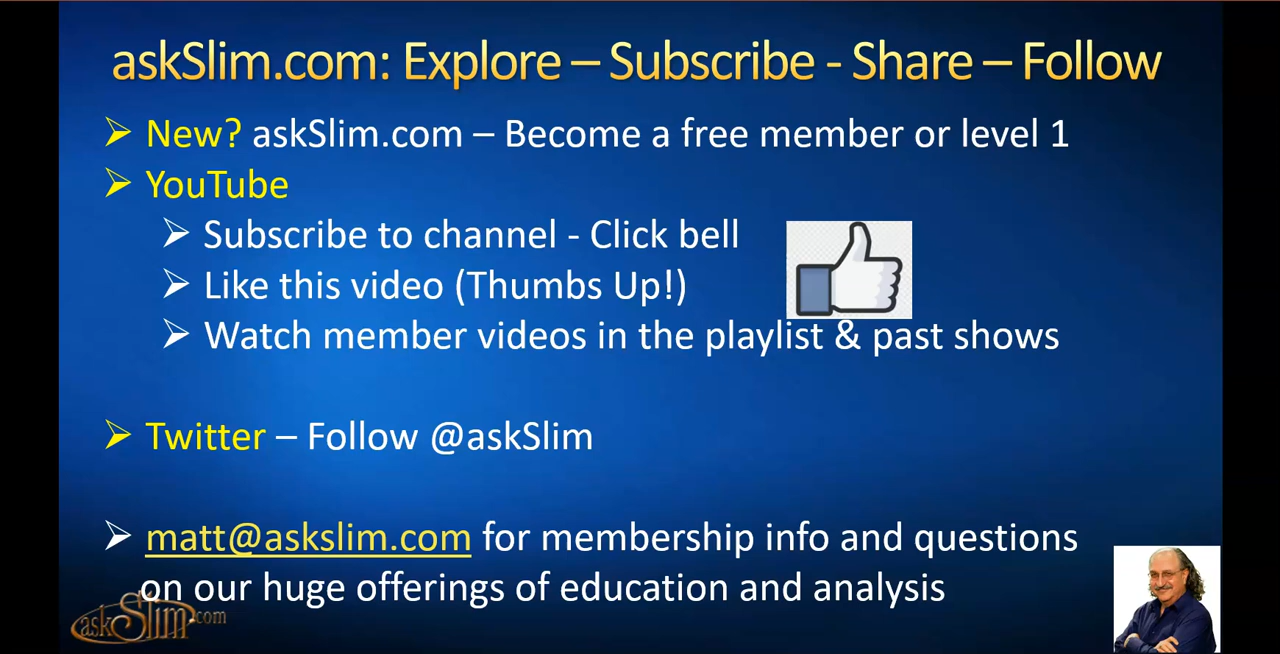 askSlim.com: Explore – Subscribe - Share – Follow
New? askSlim.com – Become a free member or level 1
YouTube
Subscribe to channel - Click bell
Like this video (Thumbs Up!)
Watch member videos in the playlist & past shows
Twitter – Follow @askSlim
matt@askslim.com for membership info and questions
on our huge offerings of education and analysis
askSlim.com